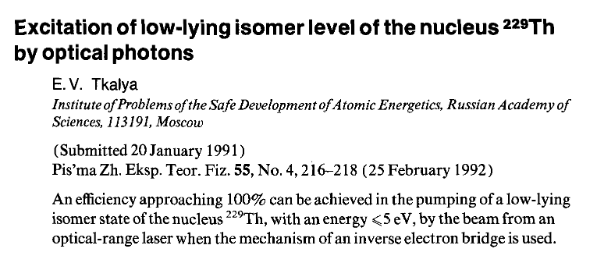 Excitation of low-lying isomer level of the nucleus ²²⁹Th
by optical photons
E. V. Tkalya
Institute of Problems of the Safe Development of Atomic Energetics, Russian Academy of
Sciences, 113191, Moscow
(Submitted 20 January 1991)
Pis'ma Zh. Eksp. Teor. Fiz. 55, No. 4, 216–218 (25 February 1992)
An efficiency approaching 100% can be achieved in the pumping of a low-lying
isomer state of the nucleus ²²⁹Th, with an energy ⩽5 eV, by the beam from an
optical-range laser when the mechanism of an inverse electron bridge is used.